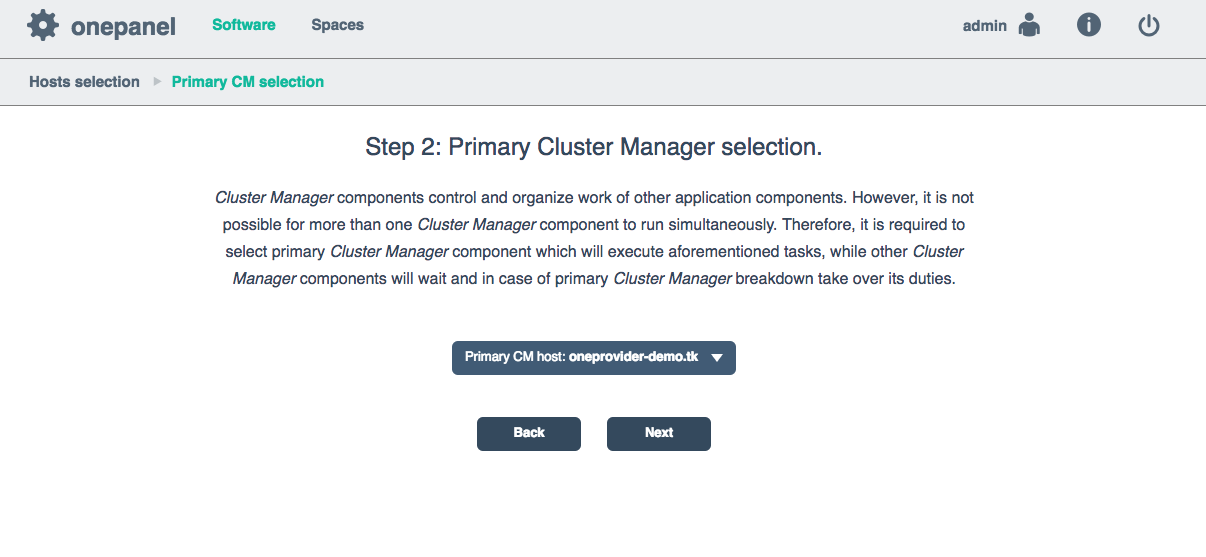 onepanel Software Spaces admin
Hosts selection Primary CM selection
Step 2: Primary Cluster Manager selection.
Cluster Manager components control and organize work of other application components. However, it is not
possible for more than one Cluster Manager component to run simultaneously. Therefore, it is required to
select primary Cluster Manager component which will execute aforementioned tasks, while other Cluster
Manager components will wait and in case of primary Cluster Manager breakdown take over its duties.
Primary CM host: oneprovider-demo.tk
Back Next